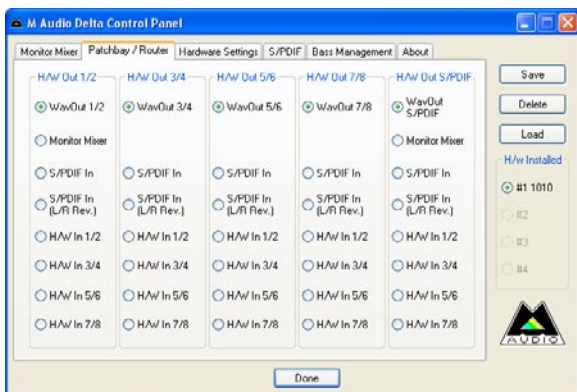 M Audio Delta Control Panel
Monitor Mixer Patchbay / Router Hardware Settings S/PDIF Bass Management About
H/W Out 1/2 H/W Out 3/4 H/W Out 5/6 H/W Out 7/8 H/W Out S/PDIF
WavOut 1/2 WavOut 3/4 WavOut 5/6 WavOut 7/8 WavOut
S/PDIF
Monitor Mixer Monitor Mixer
S/PDIF In S/PDIF In S/PDIF In S/PDIF In S/PDIF In
S/PDIF In S/PDIF In S/PDIF In S/PDIF In S/PDIF In
(L/R Rev.) (L/R Rev.) (L/R Rev.) (L/R Rev.) (L/R Rev.)
H/W In 1/2 H/W In 1/2 H/W In 1/2 H/W In 1/2 H/W In 1/2
H/W In 3/4 H/W In 3/4 H/W In 3/4 H/W In 3/4 H/W In 3/4
H/W In 5/6 H/W In 5/6 H/W In 5/6 H/W In 5/6 H/W In 5/6
H/W In 7/8 H/W In 7/8 H/W In 7/8 H/W In 7/8 H/W In 7/8
Save
Delete
Load
H/w Installed
#1 1010
#2
#3
#4
M
AUDIO
Done